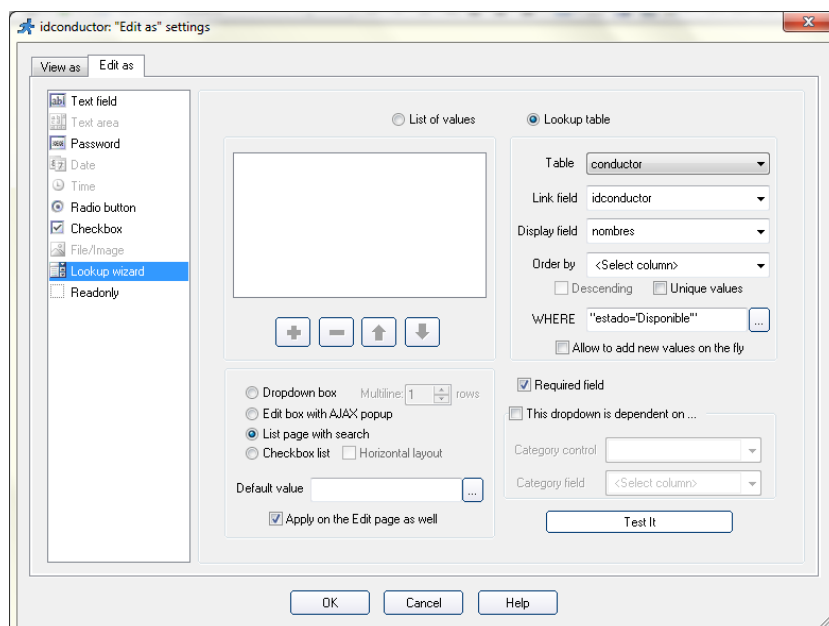 idconductor: "Edit as" settings
View as Edit as
Text field
Text area
Password
Date
Time
Radio button
Checkbox
File/Image
Lookup wizard
Readonly
List of values Lookup table
Table conductor
Link field idconductor
Display field nombres
Order by <Select column>
Descending Unique values
WHERE "estado='Disponible'" ...
Allow to add new values on the fly
Dropdown box Multiline: 1 rows
Edit box with AJAX popup
List page with search
Checkbox list Horizontal layout
Default value ...
Apply on the Edit page as well
Required field
This dropdown is dependent on ...
Category control
Category field <Select column>
Test It
OK Cancel Help